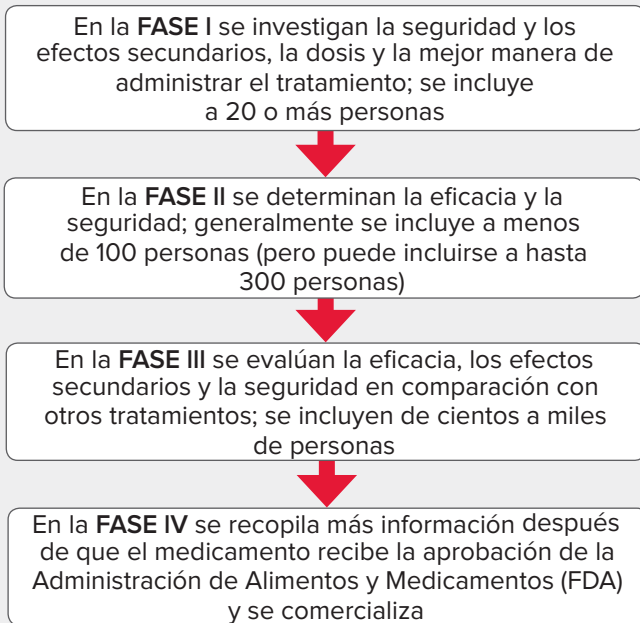 En la FASE I se investigan la seguridad y los
efectos secundarios, la dosis y la mejor manera de
administrar el tratamiento; se incluye
a 20 o más personas
En la FASE II se determinan la eficacia y la
seguridad; generalmente se incluye a menos
de 100 personas (pero puede incluirse a hasta
300 personas)
En la FASE III se evalúan la eficacia, los efectos
secundarios y la seguridad en comparación con
otros tratamientos; se incluyen de cientos a miles
de personas
En la FASE IV se recopila más información después
de que el medicamento recibe la aprobación de la
Administración de Alimentos y Medicamentos (FDA)
y se comercializa